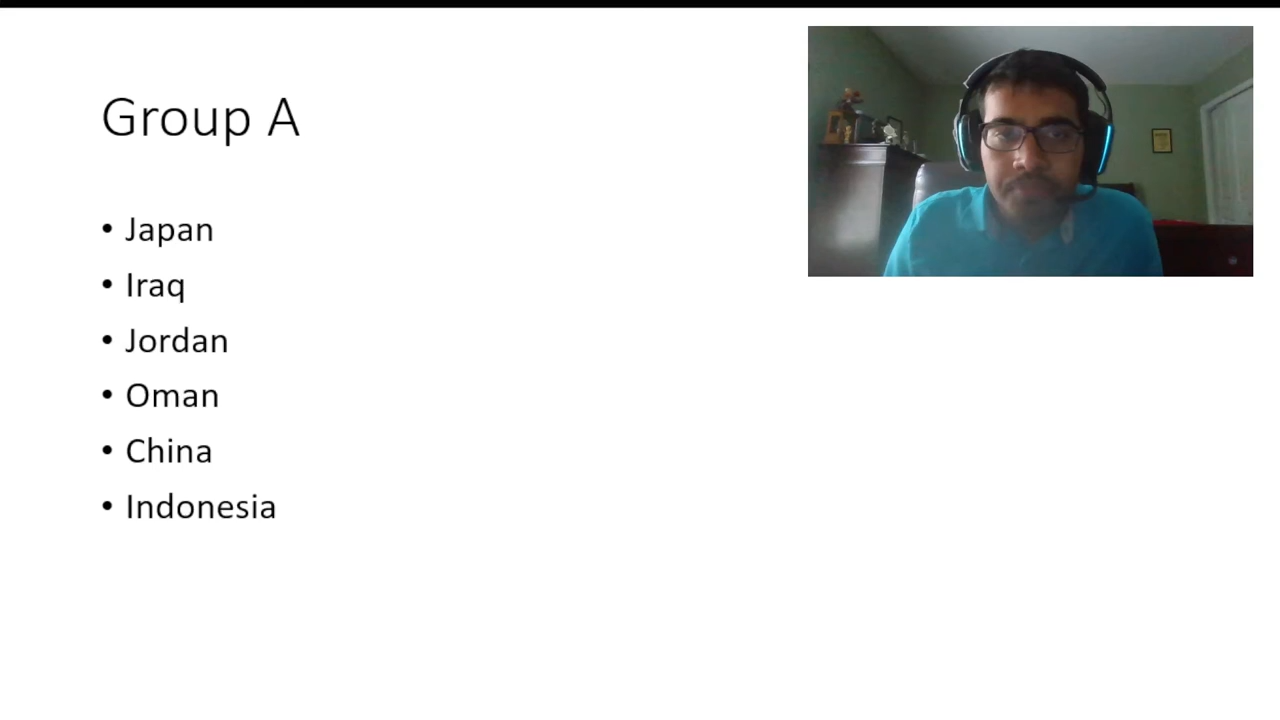 Group A
• Japan
• Iraq
• Jordan
• Oman
• China
• Indonesia